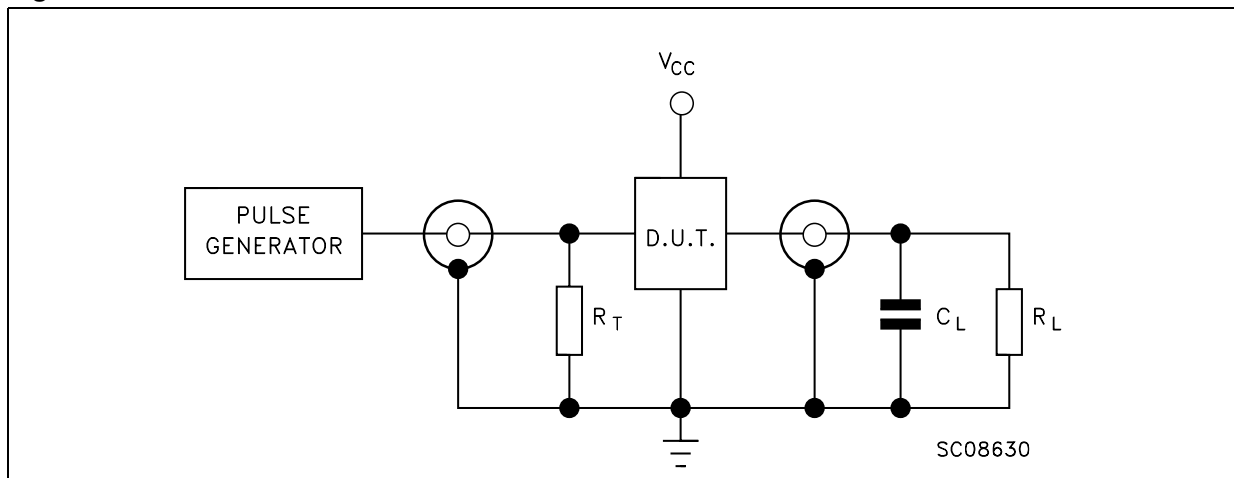 VCC
PULSE
GENERATOR
D.U.T.
RT
CL
RL
SC08630